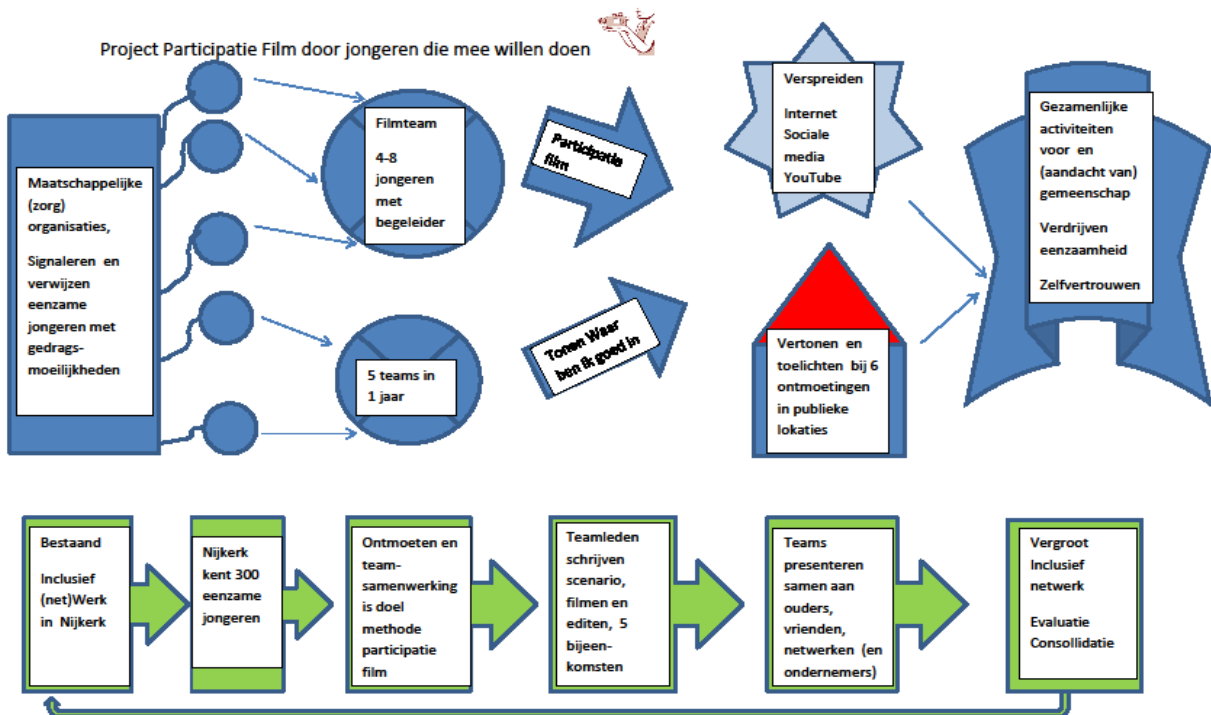 Project Participatie Film door jongeren die mee willen doen
Maatschappelijke
(zorg)
organisaties,
Signaleren en
verwijzen
eenzame
jongeren met
gedrags-
moeilijkheden
Filmteam
4-8
jongeren
met
begeleider
5 teams in
1 jaar
Participatie
film
Tonen Waar
ben ik goed in
Verspreiden
Internet
Sociale
media
YouTube
Vertonen en
toelichten bij 6
ontmoetingen
in publieke
lokaties
Gezamenlijke
activiteiten
voor en
(aandacht van)
gemeenschap
Verdrijven
eenzaamheid
Zelfvertrouwen
Bestaand
Inclusief
(net)Werk
in Nijkerk
Nijkerk
kent 300
eenzame
jongeren
Ontmoeten en
team-
samenwerking
is doel
methode
participatie
film
Teamleden
schrijven
scenario,
filmen en
editen, 5
bijeen-
komsten
Teams
presenteren
samen aan
ouders,
vrienden,
netwerken (en
ondernemers)
Vergroot
Inclusief
netwerk
Evaluatie
Consollidatie